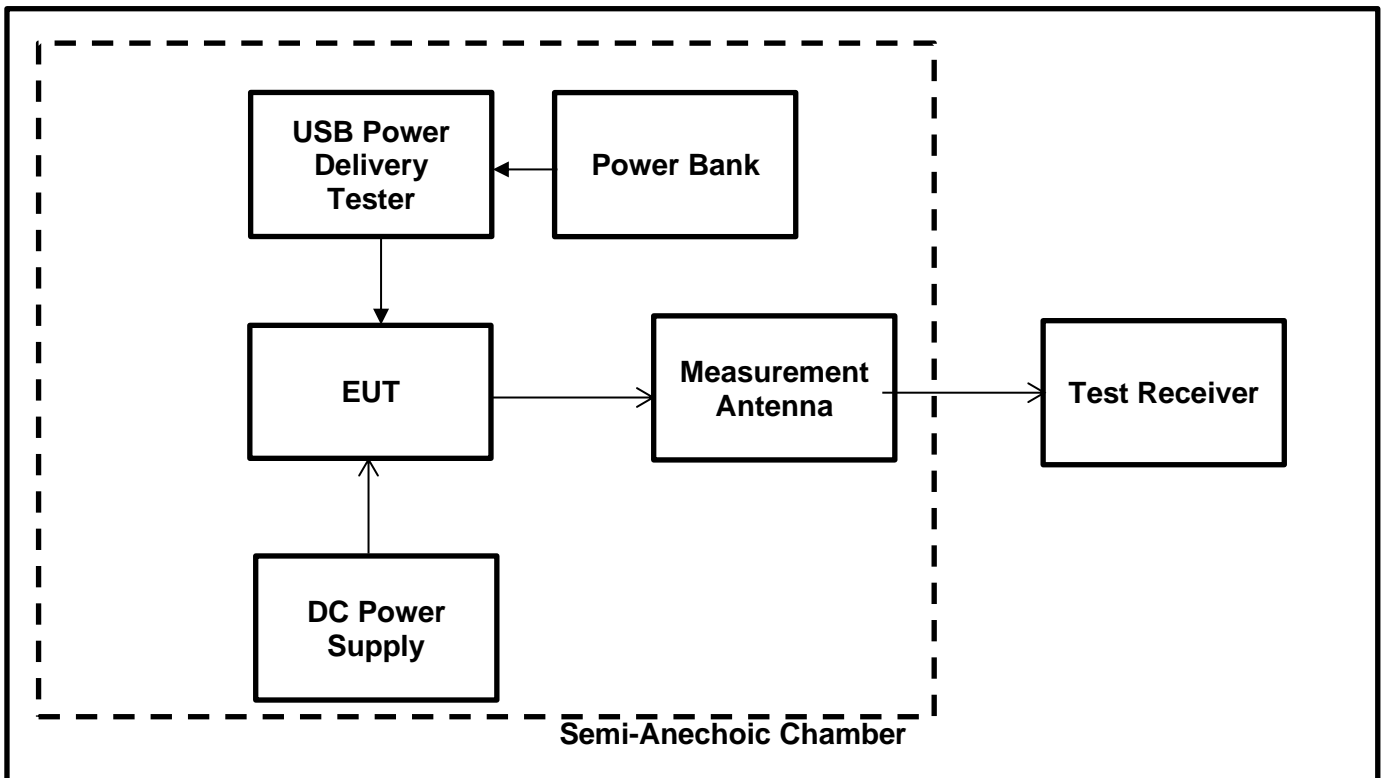 USB Power
Delivery
Tester
Power Bank
EUT
Measurement
Antenna
Test Receiver
DC Power
Supply
Semi-Anechoic Chamber